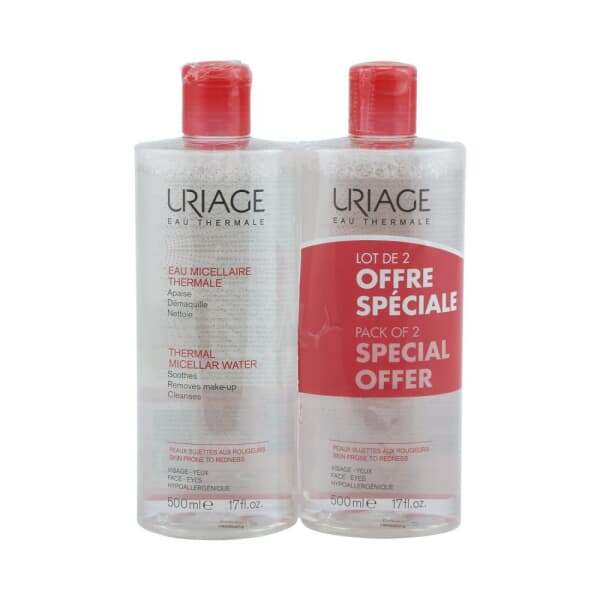 URIAGE
EAU THERMALE
EAU MICELLAIRE
THERMALE
Apaise
Démaquille
Nettoie
THERMAL
MICELLAR WATER
Soothes
Removes make-up
Cleanses
PEAUX SUJETTES AUX ROUGEURS
SKIN PRONE TO REDNESS
VISAGE - YEUX
FACE - EYES
HYPOALLERGÉNIQUE
500ml e 17fl.oz.
URIAGE
EAU THERMALE
LOT DE 2
OFFRE
SPÉCIALE
PACK OF 2
SPECIAL
OFFER
PEAUX SUJETTES AUX ROUGEURS
SKIN PRONE TO REDNESS
VISAGE - YEUX
FACE - EYES
HYPOALLERGÉNIQUE
500ml e 17fl.oz.